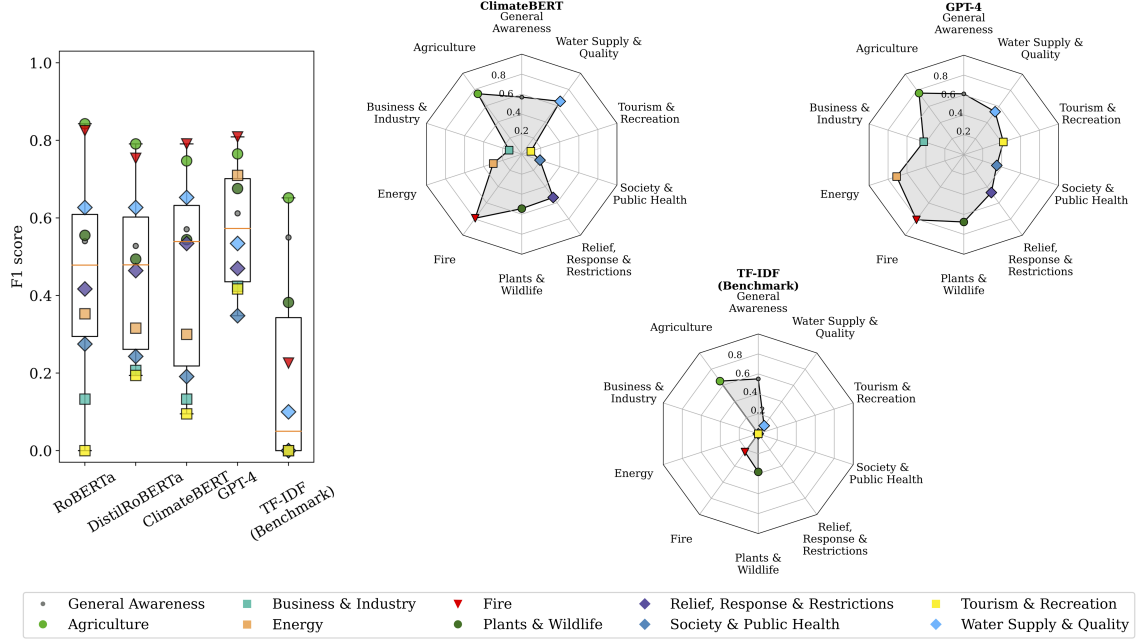 F1 score
1.0
0.8
0.6
0.4
0.2
0.0
RoBERTa
DistilRoBERTa
ClimateBERT
GPT-4
TF-IDF
(Benchmark)
ClimateBERT
General
Awareness
Water Supply &
Quality
Tourism &
Recreation
Society &
Public Health
Relief,
Response &
Restrictions
Plants &
Wildlife
Fire
Energy
Business &
Industry
Agriculture
0.8
0.6
0.4
0.2
GPT-4
General
Awareness
Water Supply &
Quality
Tourism &
Recreation
Society &
Public Health
Relief,
Response &
Restrictions
Plants &
Wildlife
Fire
Energy
Business &
Industry
Agriculture
0.8
0.6
0.4
0.2
TF-IDF
(Benchmark)
General
Awareness
Water Supply &
Quality
Tourism &
Recreation
Society &
Public Health
Relief,
Response &
Restrictions
Plants &
Wildlife
Fire
Energy
Business &
Industry
Agriculture
0.8
0.6
0.4
0.2
General Awareness
Agriculture
Business & Industry
Energy
Fire
Plants & Wildlife
Relief, Response & Restrictions
Society & Public Health
Tourism & Recreation
Water Supply & Quality